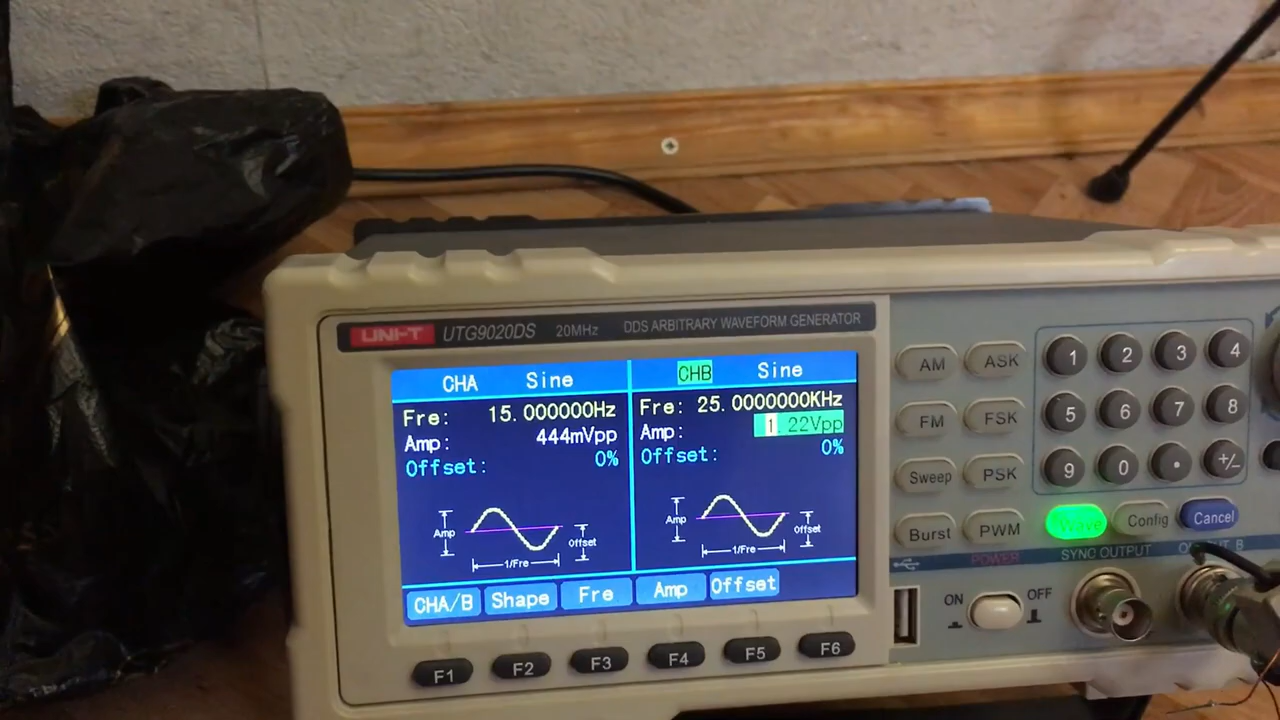 UNI-T UTG9020DS 20MHz DDS ARBITRARY WAVEFORM GENERATOR
CHA Sine
Fre: 15.000000Hz
Amp: 444mVpp
Offset: 0%
Amp
Offset
1/Fre
CHB Sine
Fre: 25.0000000KHz
Amp: 1.22Vpp
Offset: 0%
Amp
Offset
1/Fre
CHA/B Shape Fre Amp Offset
F1 F2 F3 F4 F5 F6
AM ASK
FM FSK
Sweep PSK
Burst PWM
1 2 3 4
5 6 7 8
9 0 • +/-
Wave Config Cancel
POWER SYNC OUTPUT
ON OFF